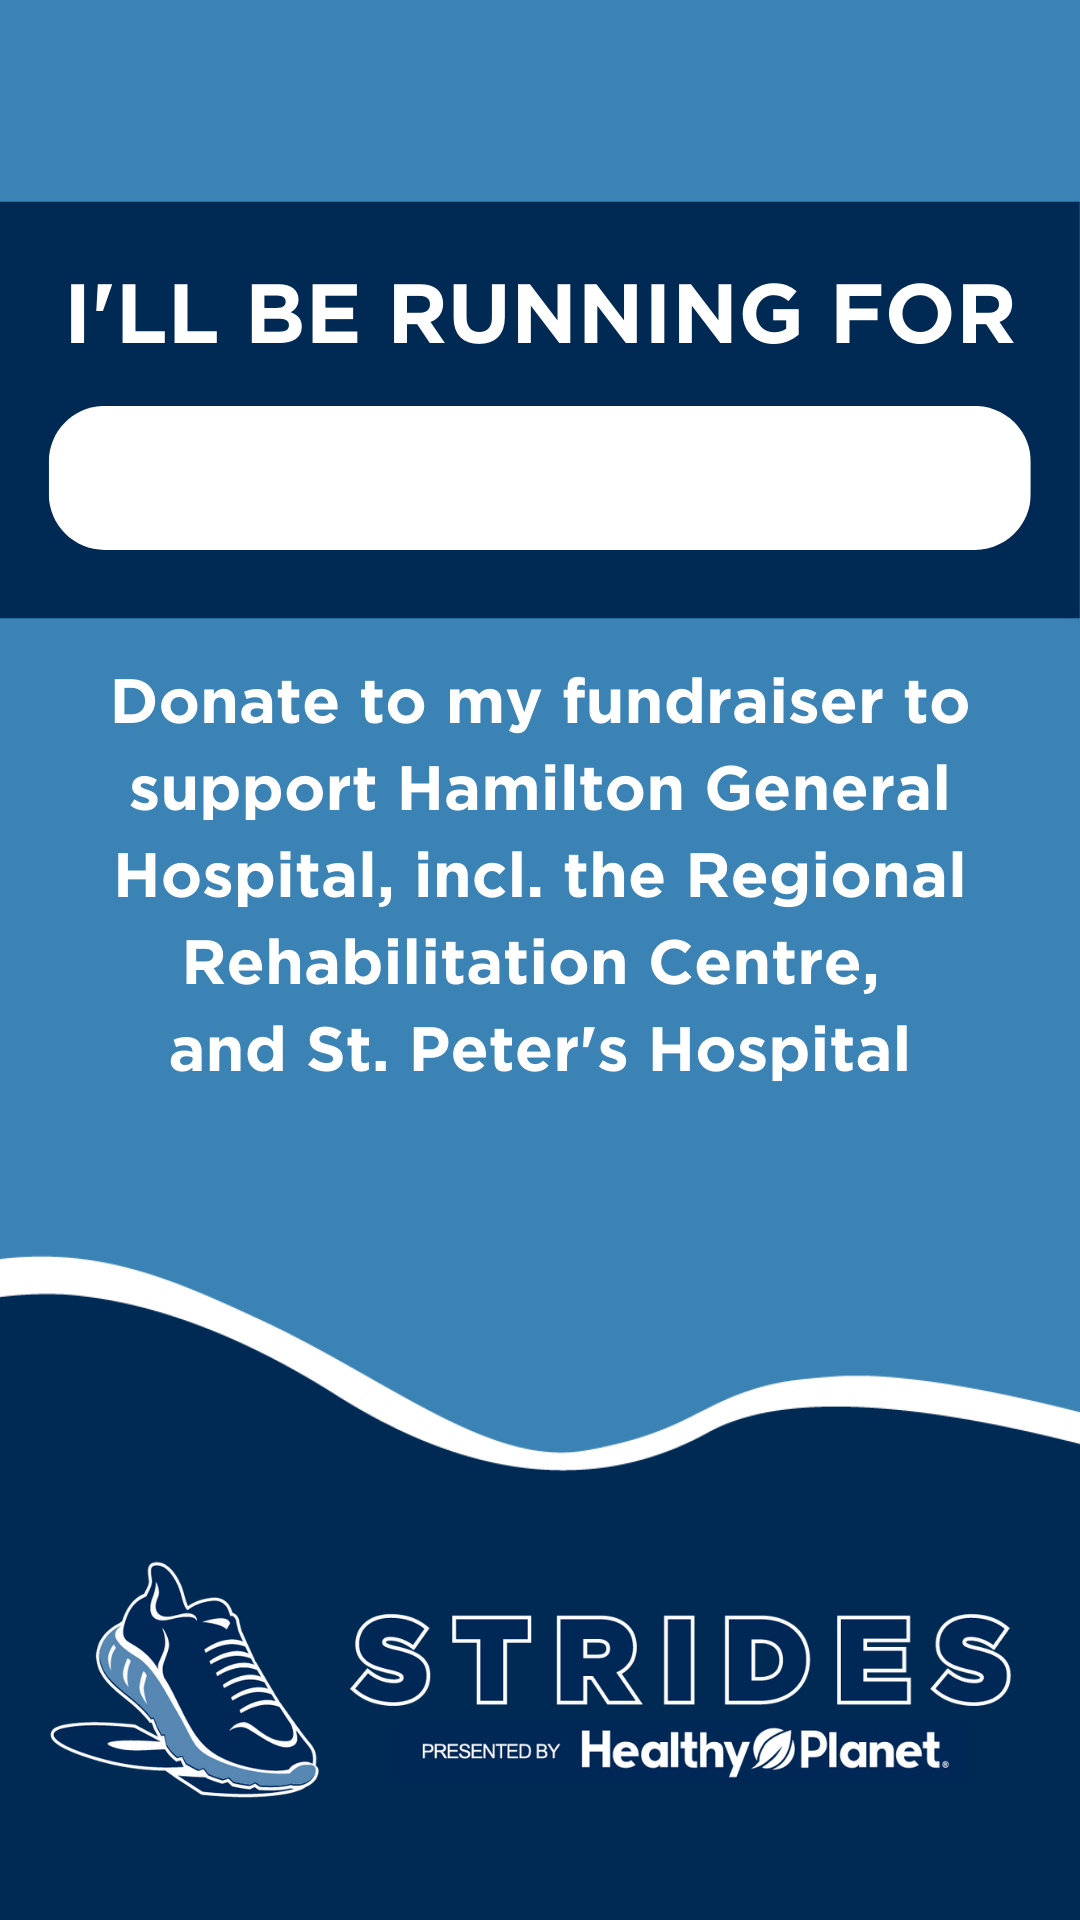 I'LL BE RUNNING FOR
Donate to my fundraiser to
support Hamilton General
Hospital, incl. the Regional
Rehabilitation Centre,
and St. Peter's Hospital
STRIDES
PRESENTED BY Healthy Planet®